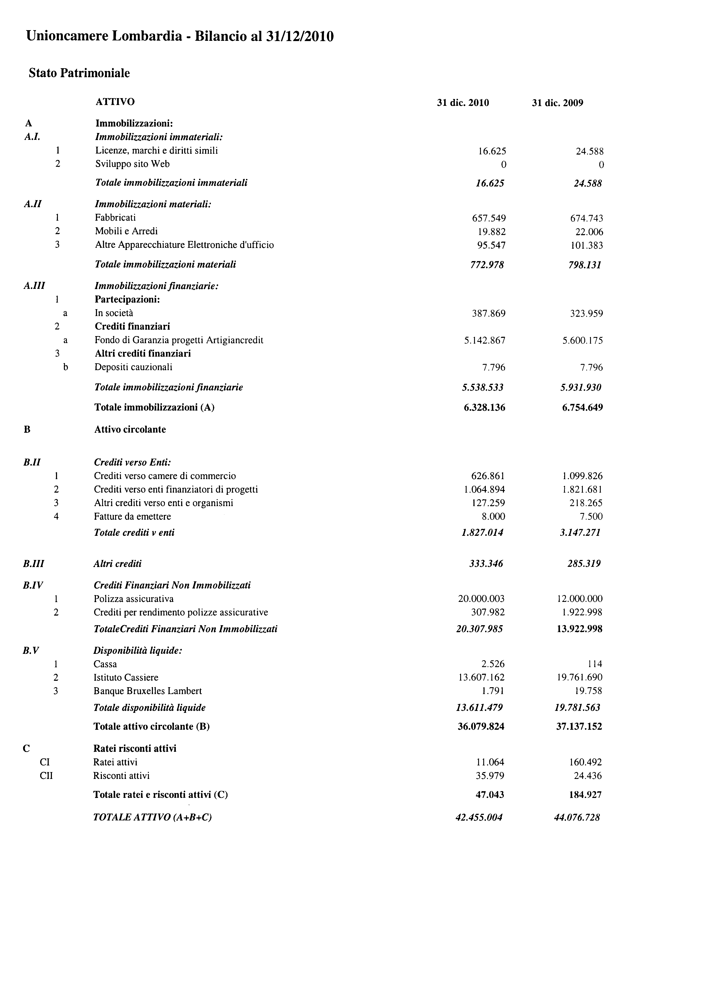 Unioncamere Lombardia - Bilancio al 31/12/2010
Stato Patrimoniale
ATTIVO 31 dic. 2010 31 dic. 2009
A Immobilizzazioni:
A.I. Immobilizzazioni immateriali:
1 Licenze, marchi e diritti simili 16.625 24.588
2 Sviluppo sito Web 0 0
Totale immobilizzazioni immateriali 16.625 24.588
A.II Immobilizzazioni materiali:
1 Fabbricati 657.549 674.743
2 Mobili e Arredi 19.882 22.006
3 Altre Apparecchiature Elettroniche d'ufficio 95.547 101.383
Totale immobilizzazioni materiali 772.978 798.131
A.III Immobilizzazioni finanziarie:
1 Partecipazioni:
a In società 387.869 323.959
2 Crediti finanziari
a Fondo di Garanzia progetti Artigiancredit 5.142.867 5.600.175
3 Altri crediti finanziari
b Depositi cauzionali 7.796 7.796
Totale immobilizzazioni finanziarie 5.538.533 5.931.930
Totale immobilizzazioni (A) 6.328.136 6.754.649
B Attivo circolante
B.II Crediti verso Enti:
1 Crediti verso camere di commercio 626.861 1.099.826
2 Crediti verso enti finanziatori di progetti 1.064.894 1.821.681
3 Altri crediti verso enti e organismi 127.259 218.265
4 Fatture da emettere 8.000 7.500
Totale crediti v enti 1.827.014 3.147.271
B.III Altri crediti 333.346 285.319
B.IV Crediti Finanziari Non Immobilizzati
1 Polizza assicurativa 20.000.003 12.000.000
2 Crediti per rendimento polizze assicurative 307.982 1.922.998
TotaleCrediti Finanziari Non Immobilizzati 20.307.985 13.922.998
B.V Disponibilità liquide:
1 Cassa 2.526 114
2 Istituto Cassiere 13.607.162 19.761.690
3 Banque Bruxelles Lambert 1.791 19.758
Totale disponibilità liquide 13.611.479 19.781.563
Totale attivo circolante (B) 36.079.824 37.137.152
C Ratei risconti attivi
CI Ratei attivi 11.064 160.492
CII Risconti attivi 35.979 24.436
Totale ratei e risconti attivi (C) 47.043 184.927
TOTALE ATTIVO (A+B+C) 42.455.004 44.076.728